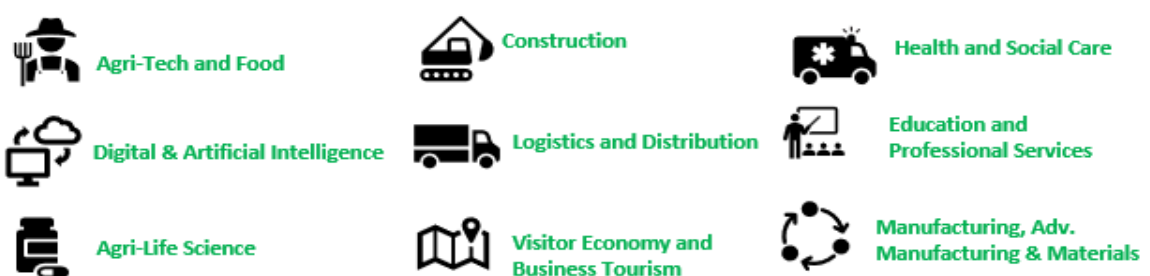 Agri-Tech and Food
Construction
Health and Social Care
Digital & Artificial Intelligence
Logistics and Distribution
Education and
Professional Services
Agri-Life Science
Visitor Economy and
Business Tourism
Manufacturing, Adv.
Manufacturing & Materials